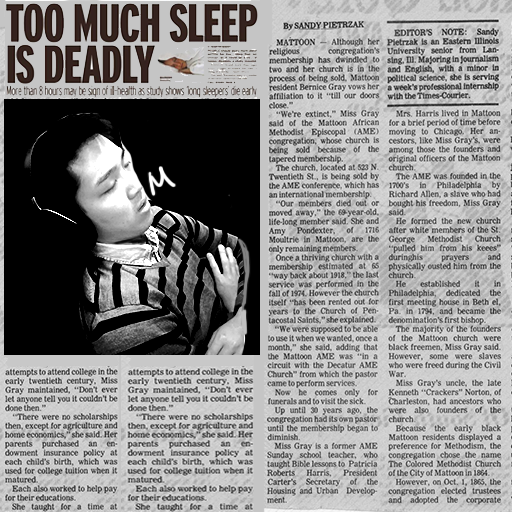 TOO MUCH SLEEP
IS DEADLY
More than 8 hours may be sign of ill-health as study shows 'long sleepers' die early
M
attempts to attend college in the
early twentieth century, Miss
Gray maintained, "Don't ever
let anyone tell you it couldn't be
done then."
"There were no scholarships
then, except for agriculture and
home economics," she said. Her
parents purchased an en-
dowment insurance policy at
each child's birth, which was
used for college tuition when it
matured.
Each also worked to help pay
for their educations.
She taught for a time at
attempts to attend college in the
early twentieth century, Miss
Gray maintained, "Don't ever
let anyone tell you it couldn't be
done then."
"There were no scholarships
then, except for agriculture and
home economics," she said. Her
parents purchased an en-
dowment insurance policy at
each child's birth, which was
used for college tuition when it
matured.
Each also worked to help pay
for their educations.
She taught for a time at
By SANDY PIETRZAK
MATTOON — Although her
religious congregation's
membership has dwindled to
two and her church is in the
process of being sold, Mattoon
resident Bernice Gray vows her
affiliation to it "till our doors
close."
"We're extinct," Miss Gray
said of the Mattoon African
Methodist Episcopal (AME)
congregation, whose church is
being sold because of the
tapered membership.
The church, located at 523 N.
Twentieth St., is being sold by
the AME conference, which has
an international membership.
"Our members died out or
moved away," the 69-year-old,
life-long member said. She and
Amy Pondexter, of 1716
Moultrie in Mattoon, are the
only remaining members.
Once a thriving church with a
membership estimated at 65
"way back about 1918," the last
service was performed in the
fall of 1974. However the church
itself "has been rented out for
years to the Church of Pen-
tacostal Saints," she explained.
"We were supposed to be able
to use it when we wanted, once a
month," she said, adding that
the Mattoon AME was "in a
circuit with the Decatur AME
Church" from which the pastor
came to perform services.
Now he comes only for
funerals and to visit the sick.
Up until 30 years ago, the
congregation had its own pastor
until the membership began to
diminish.
Miss Gray is a former AME
Sunday school teacher, who
taught Bible lessons to Patricia
Roberts Harris, President
Carter's Secretary of the
Housing and Urban Develop-
ment.
EDITOR'S NOTE: Sandy
Pietrzak is an Eastern Illinois
University senior from Lan-
sing, Ill. Majoring in journalism
and English, with a minor in
political science, she is serving
a week's professional internship
with the Times-Courier.
Mrs. Harris lived in Mattoon
for a brief period of time before
moving to Chicago. Her an-
cestors, like Miss Gray's, were
among those the founders and
original officers of the Mattoon
church.
The AME was founded in the
1700's in Philadelphia by
Richard Allen, a slave who had
bought his freedom, Miss Gray
said.
He formed the new church
after white members of the St.
George Methodist Church
"pulled him from his knees"
duringhis prayers and
physically ousted him from the
church.
He established it in
Philadelphia, dedicated the
first meeting house in Beth el,
Pa. in 1794, and became the
denomination's first bishop.
The majority of the founders
of the Mattoon church were
black freemen, Miss Gray said.
However, some were slaves
who were freed during the Civil
War.
Miss Gray's uncle, the late
Kenneth "Crackers" Norton, of
Charleston, had ancestors who
were also founders of the
church.
Because the early black
Mattoon residents displayed a
preference for Methodism, the
congregation chose the name
The Colored Methodist Church
of the City of Mattoon in 1864.
However, on Oct. 1, 1865, the
congregation elected trustees
and adopted the corporate